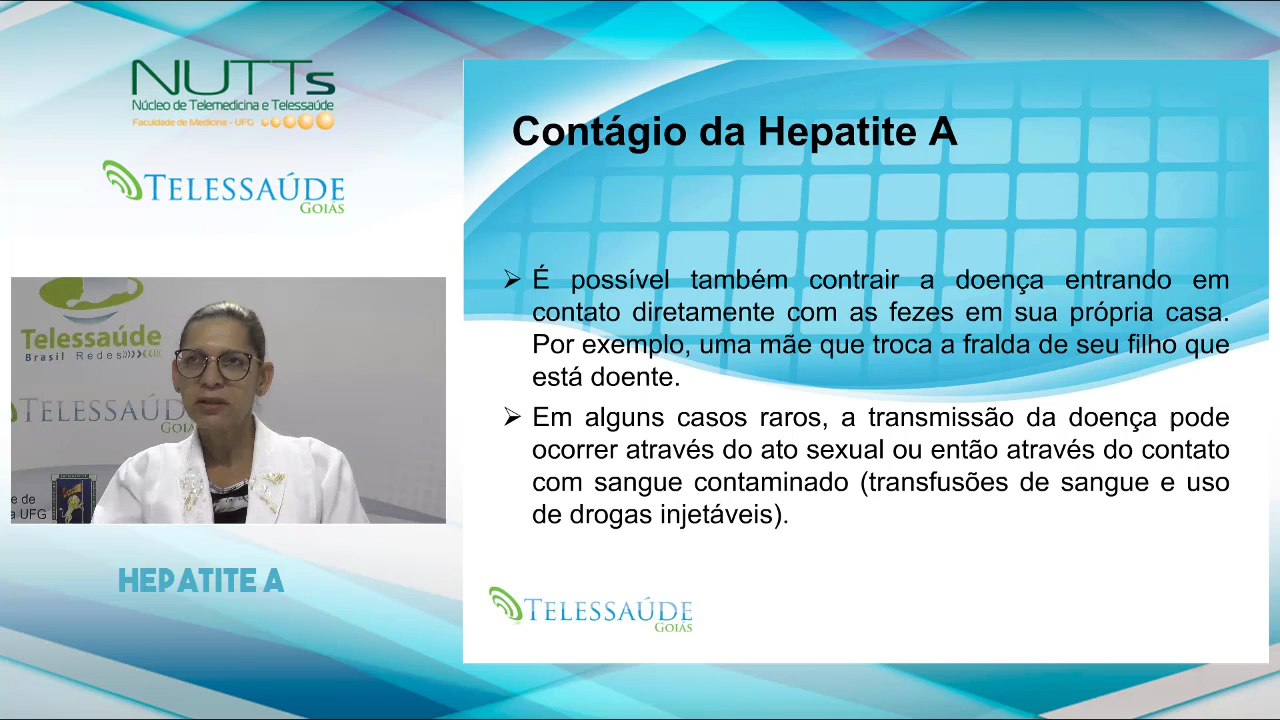 NUTTs
Núcleo de Telemedicina e Telessaúde
Faculdade de Medicina - UFG
TELESSAÚDE
GOIÁS
Telessaúde
Brasil Redes
TELESSAÚD
GOI
e de
a UFG
HEPATITE A
Contágio da Hepatite A
É possível também contrair a doença entrando em
contato diretamente com as fezes em sua própria casa.
Por exemplo, uma mãe que troca a fralda de seu filho que
está doente.
Em alguns casos raros, a transmissão da doença pode
ocorrer através do ato sexual ou então através do contato
com sangue contaminado (transfusões de sangue e uso
de drogas injetáveis).
TELESSAÚDE
GOIÁS